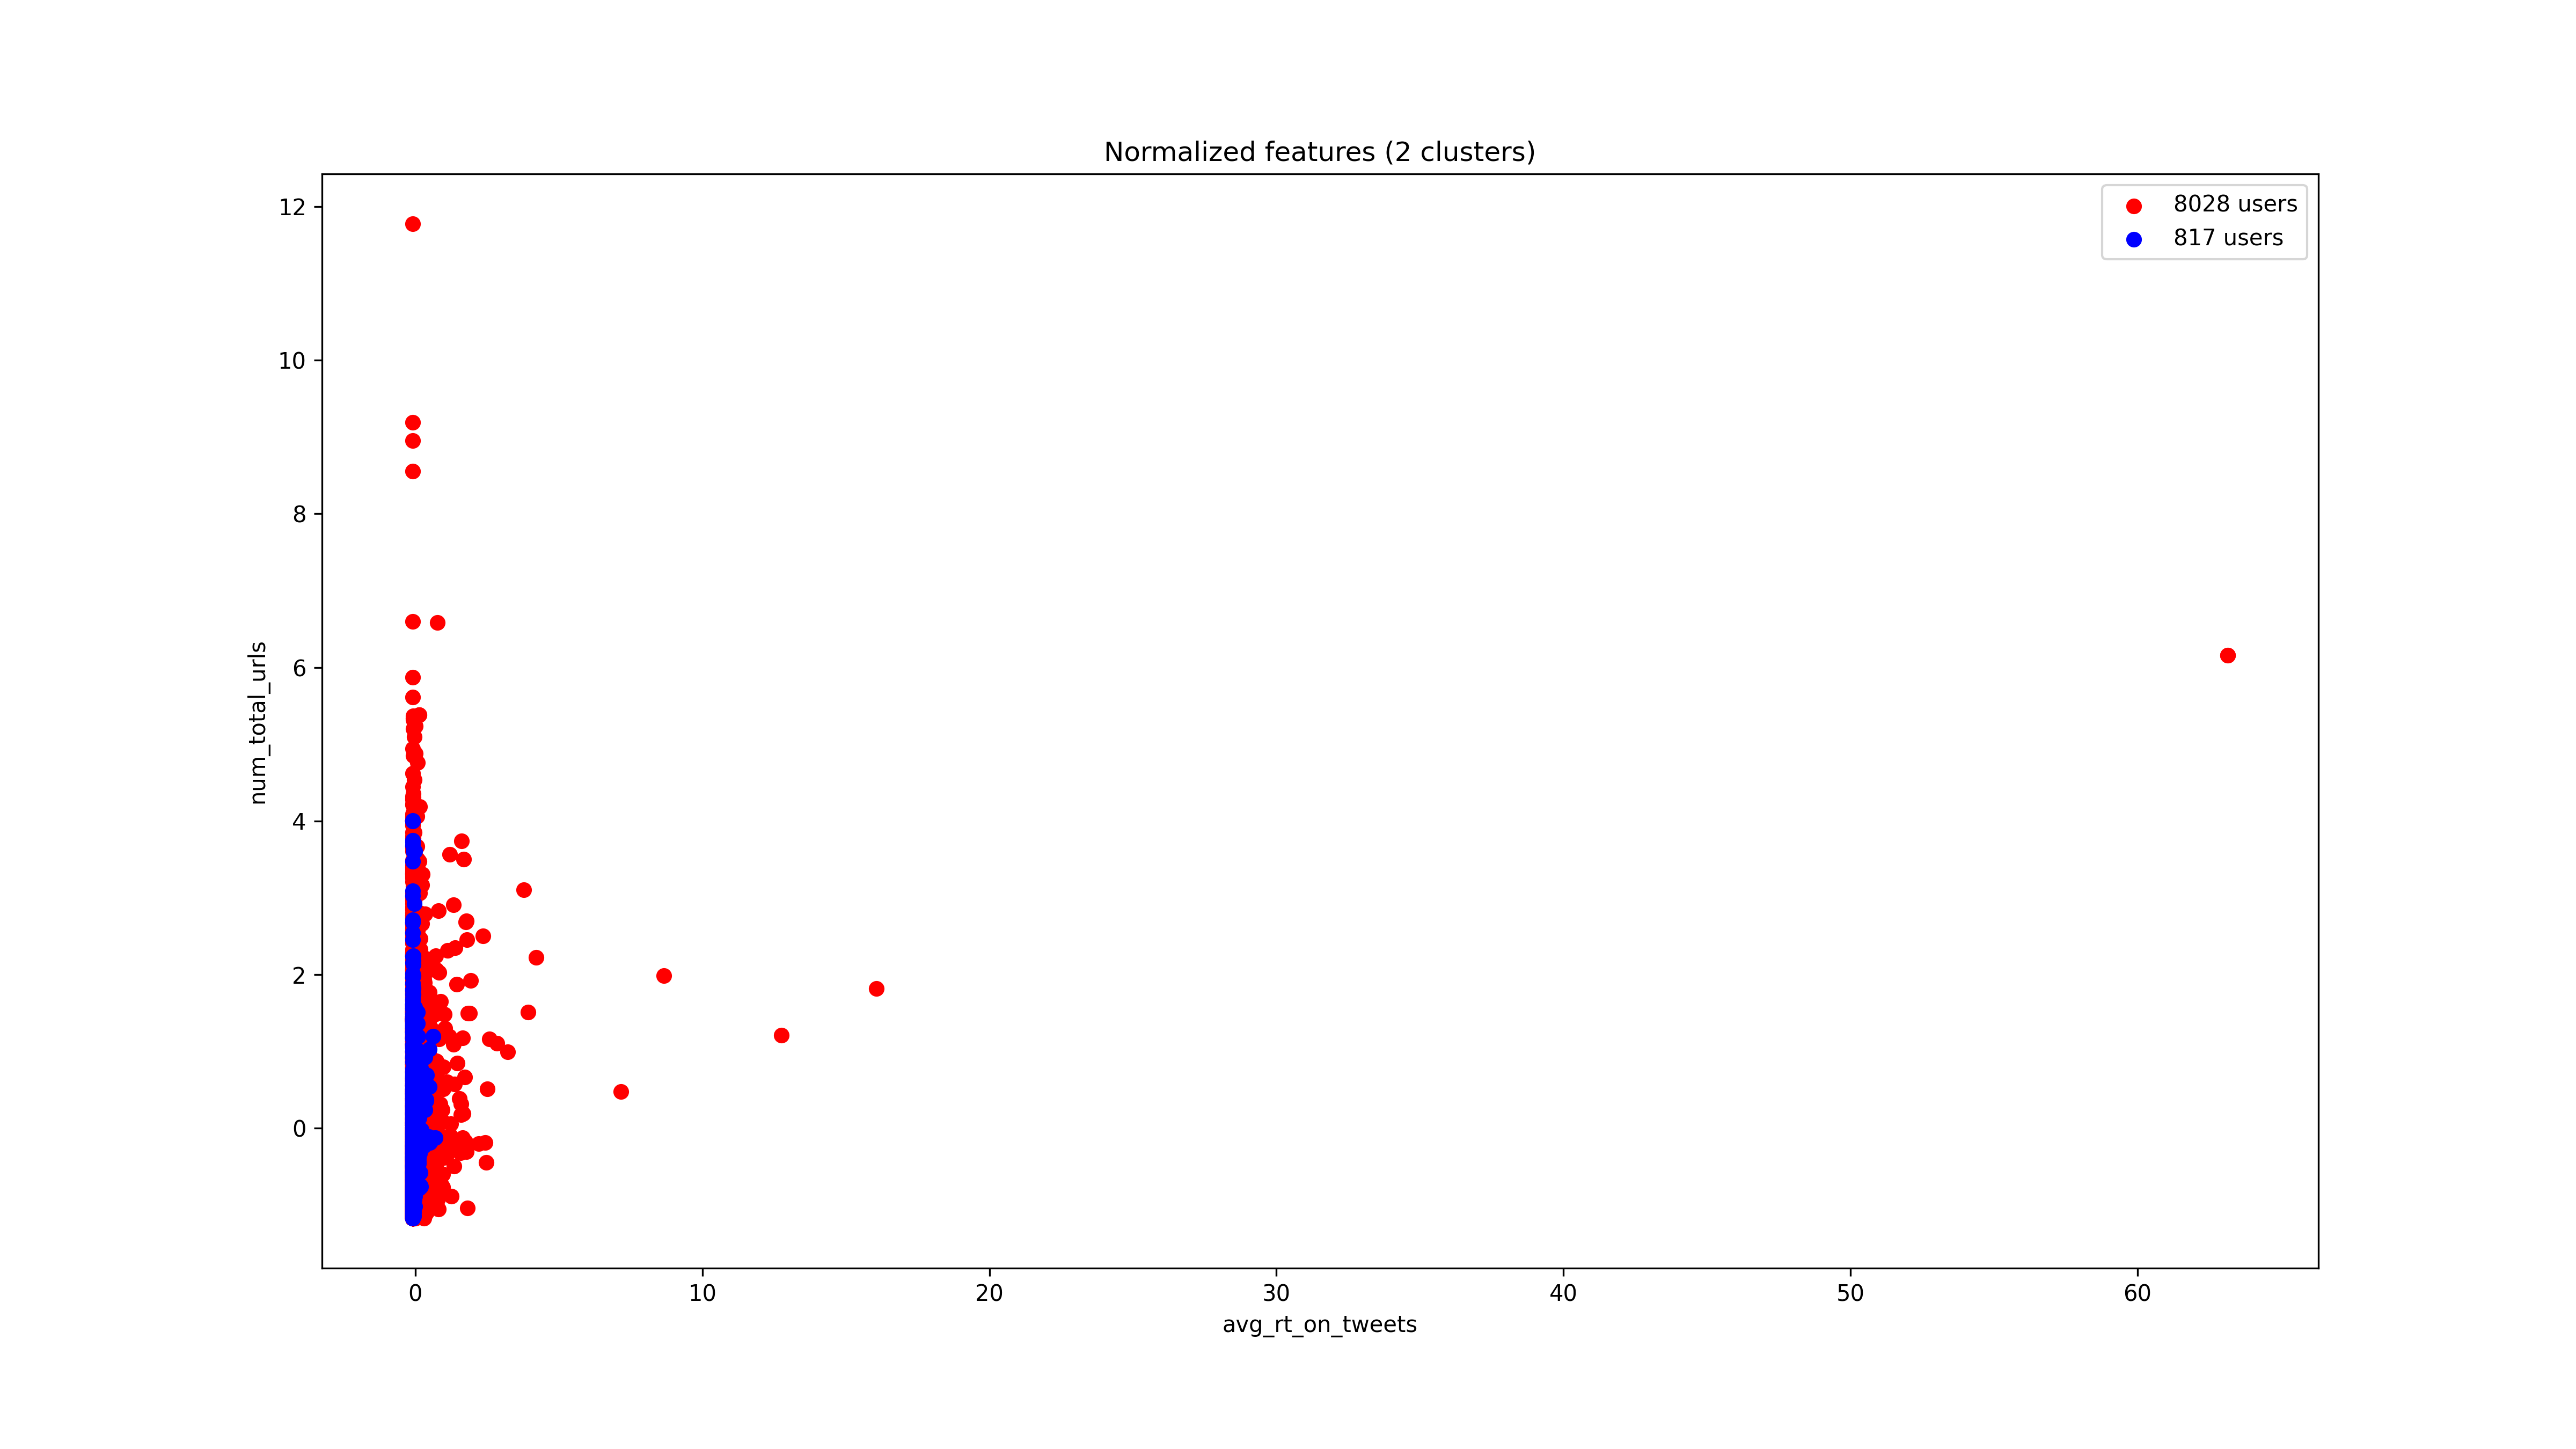 Normalized features (2 clusters)
8028 users
817 users
12
10
8
6
4
2
0
num_total_urls
0 10 20 30 40 50 60
avg_rt_on_tweets